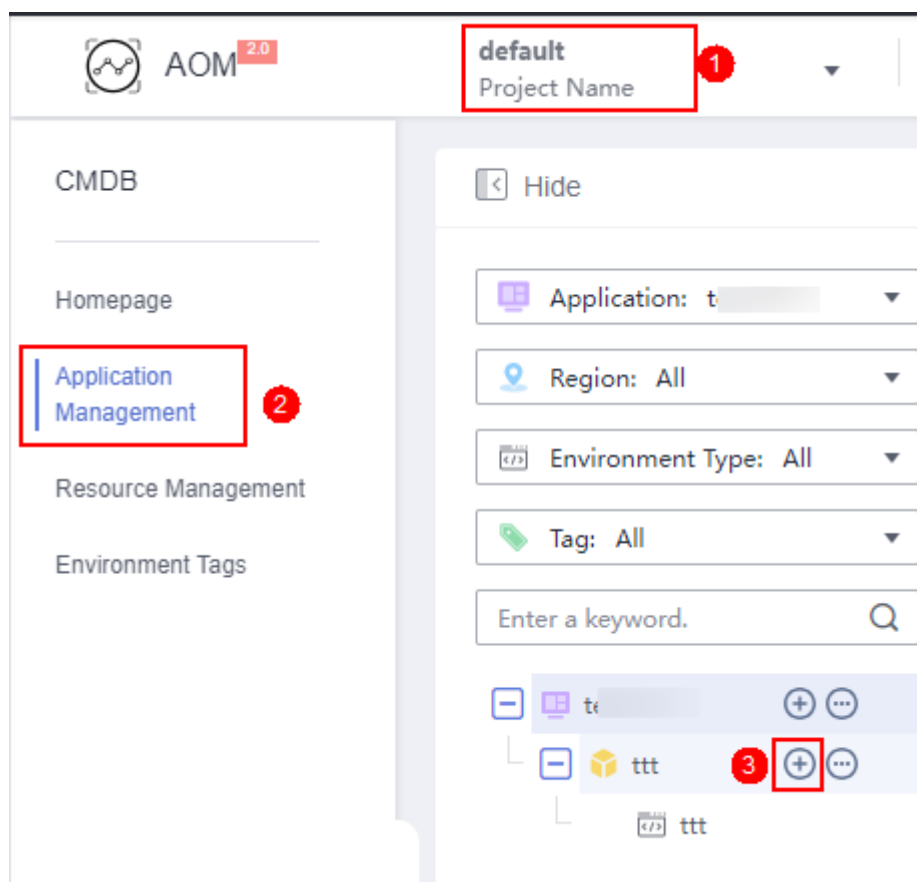 AOM 2.0
default
Project Name
1
CMDB
Hide
Homepage
Application:
Application
Management
2
Region: All
Resource Management
Environment Type: All
Environment Tags
Tag: All
Enter a keyword.
ttt
3
ttt